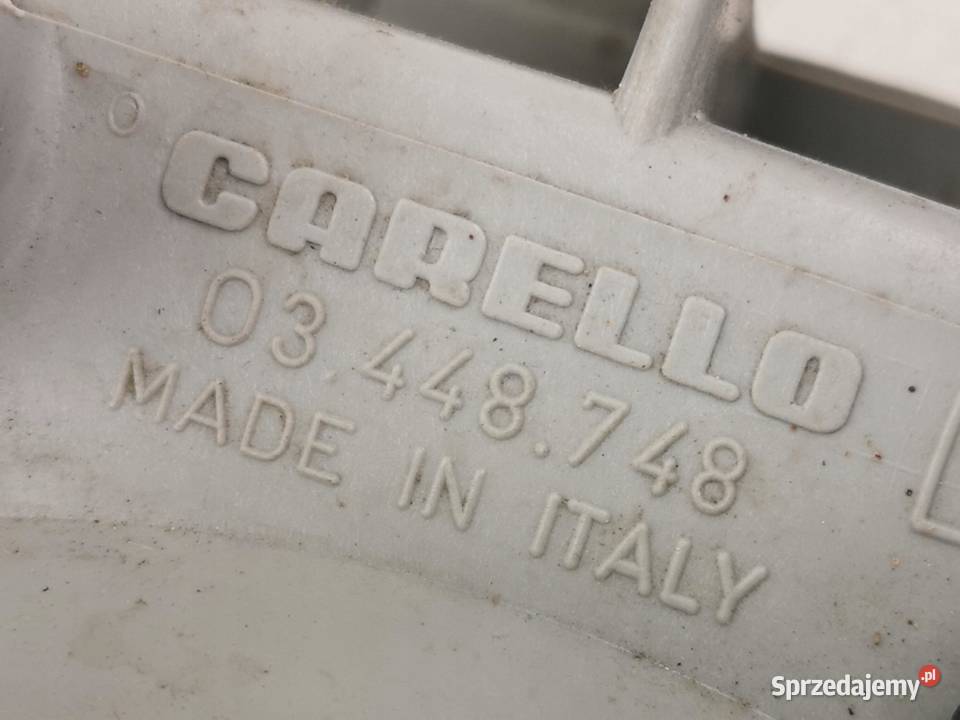 CARELLO
03.448.748
MADE IN ITALY
Sprzedajemy.pl